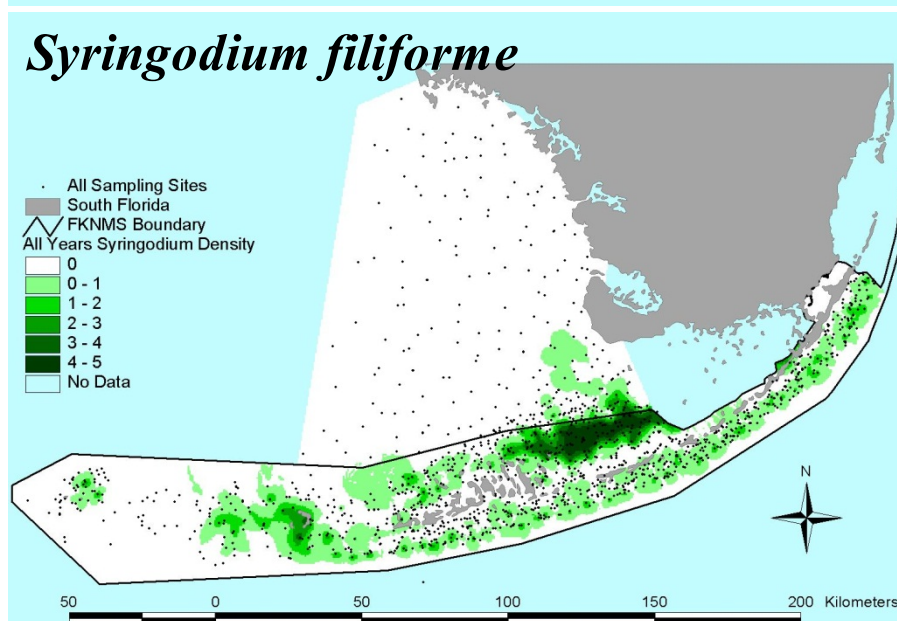 Syringodium filiforme
All Sampling Sites
South Florida
FKNMS Boundary
All Years Syringodium Density
0
0 - 1
1 - 2
2 - 3
3 - 4
4 - 5
No Data
N
50 0 50 100 150 200 Kilometers